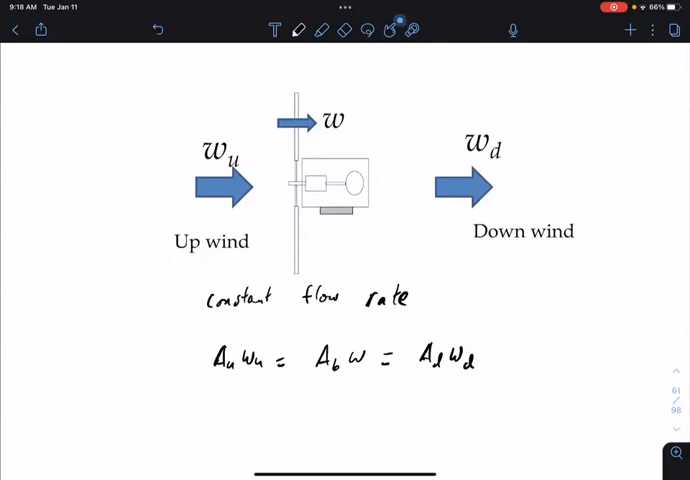 9:18 AM Tue Jan 11
66%
w
w_u
w_d
Up wind
Down wind
constant flow rate
A_u w_u = A_b w = A_d w_d
61
/
98